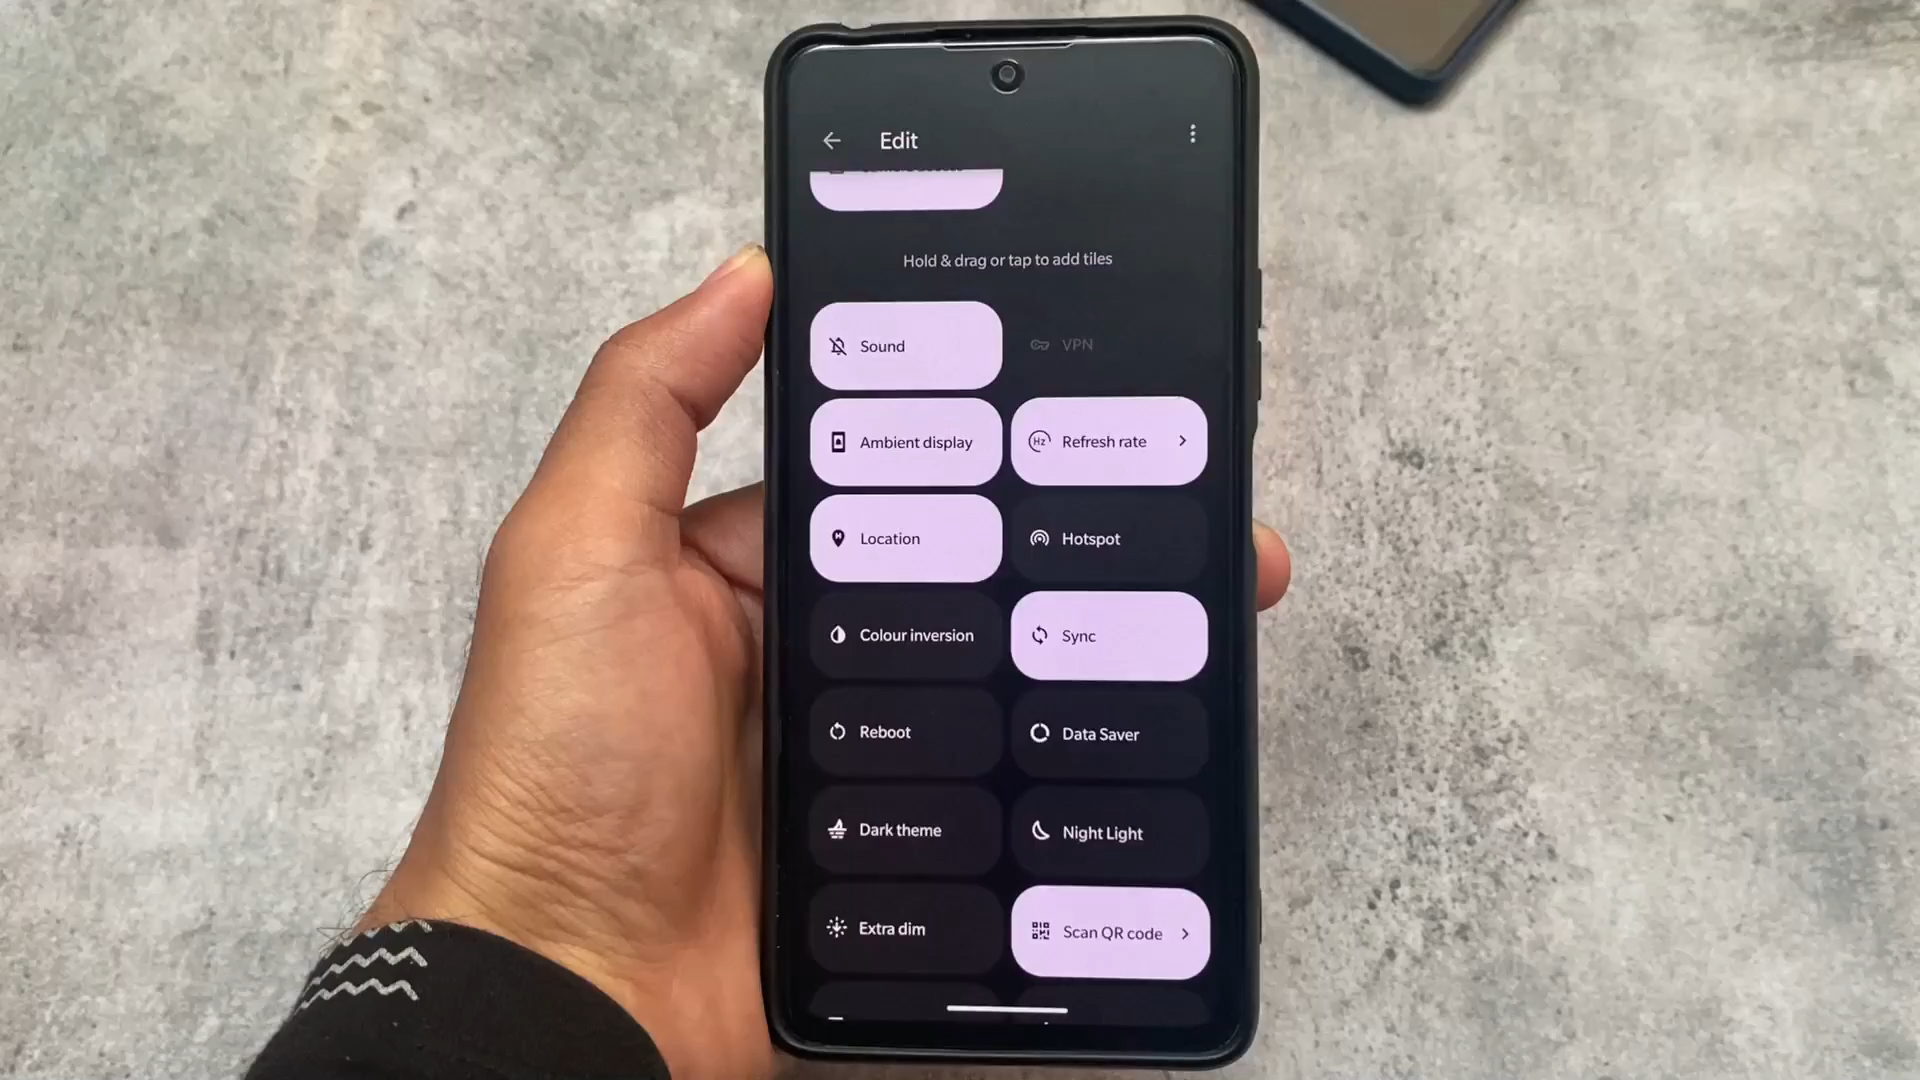 Edit
Hold & drag or tap to add tiles
Sound
VPN
Ambient display
Hz
Refresh rate
Location
Hotspot
Colour inversion
Sync
Reboot
Data Saver
Dark theme
Night Light
Extra dim
Scan QR code